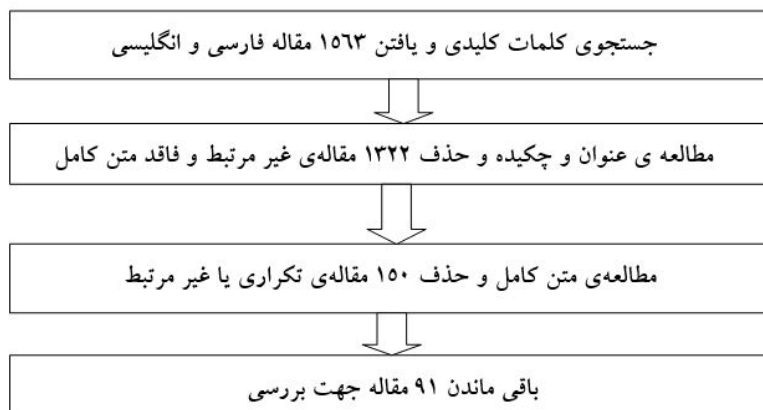 جستجوی کلمات کلیدی و یافتن ۱۵۶۳ مقاله فارسی و انگلیسی
مطالعه ی عنوان و چکیده و حذف ۱۳۲۲ مقاله‌ی غیر مرتبط و فاقد متن کامل
مطالعه‌ی متن کامل و حذف ۱۵۰ مقاله‌ی تکراری یا غیر مرتبط
باقی ماندن ۹۱ مقاله جهت بررسی